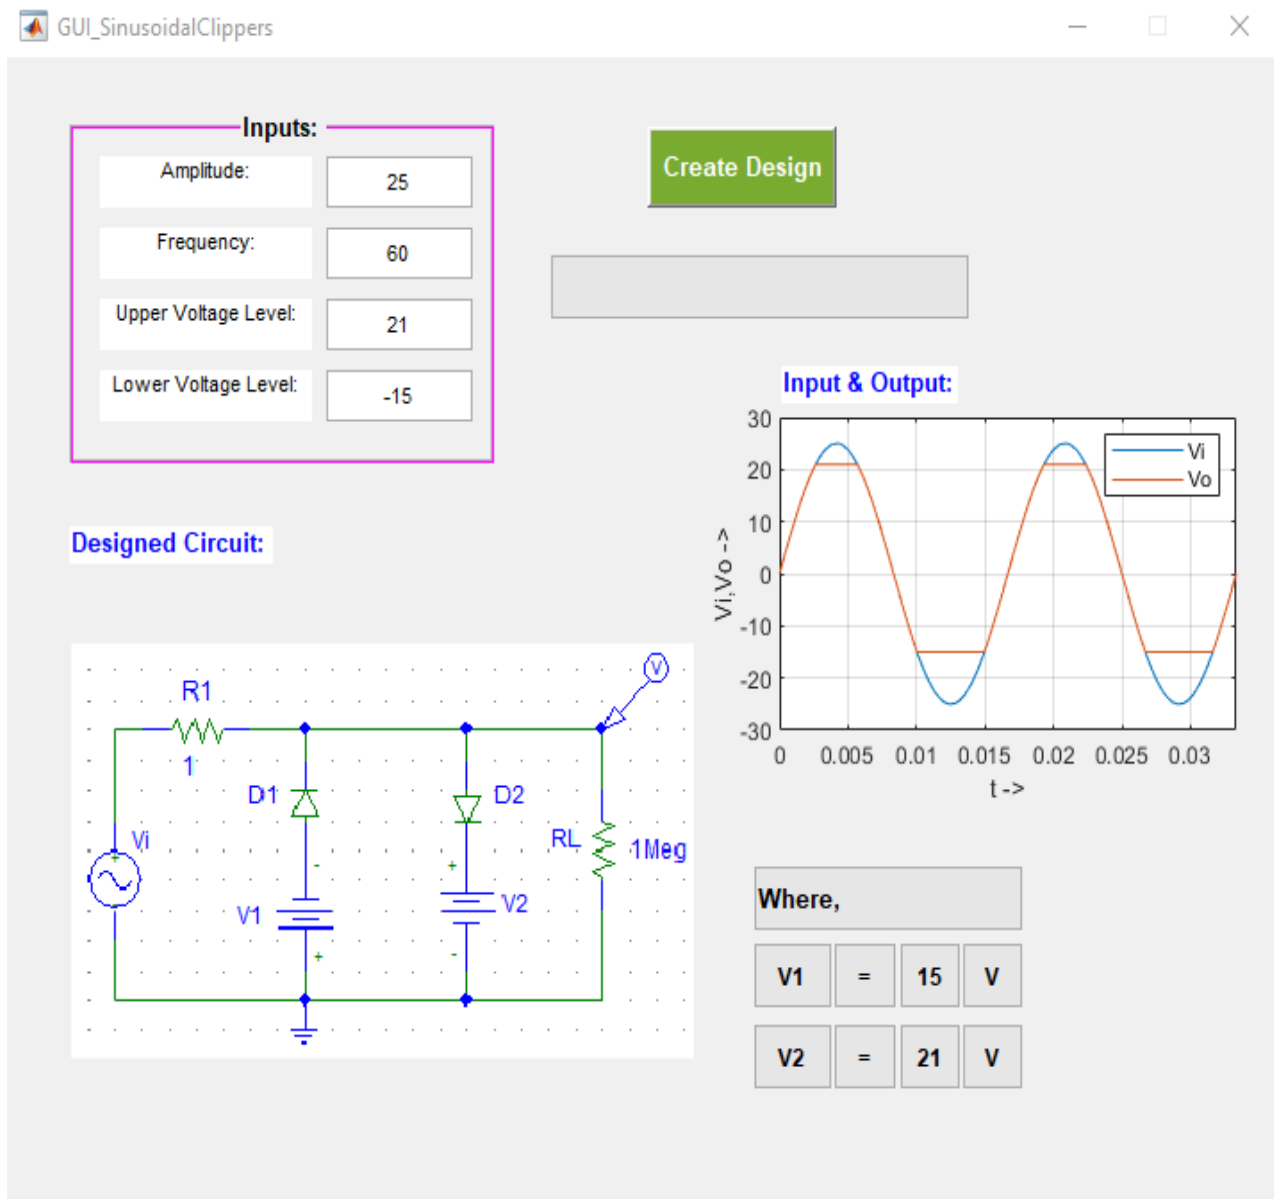 GUI_SinusoidalClippers
Inputs:
Amplitude: 25
Frequency: 60
Upper Voltage Level: 21
Lower Voltage Level: -15
Create Design
Input & Output:
30
20
10
0
-10
-20
-30
Vi,Vo ->
Vi
Vo
0 0.005 0.01 0.015 0.02 0.025 0.03
t ->
Designed Circuit:
V
R1
1
D1
D2
Vi
+
RL
1Meg
-
+
V1
V2
+
-
Where,
V1 = 15 V
V2 = 21 V